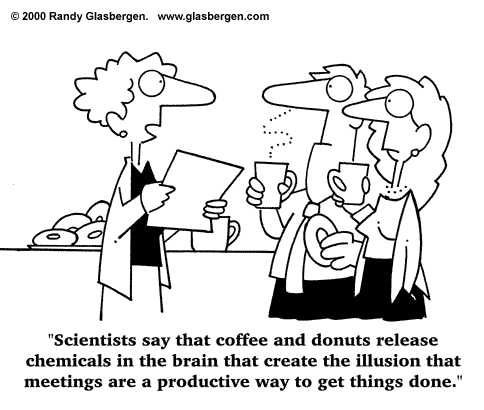 © 2000 Randy Glasbergen. www.glasbergen.com
"Scientists say that coffee and donuts release
chemicals in the brain that create the illusion that
meetings are a productive way to get things done."